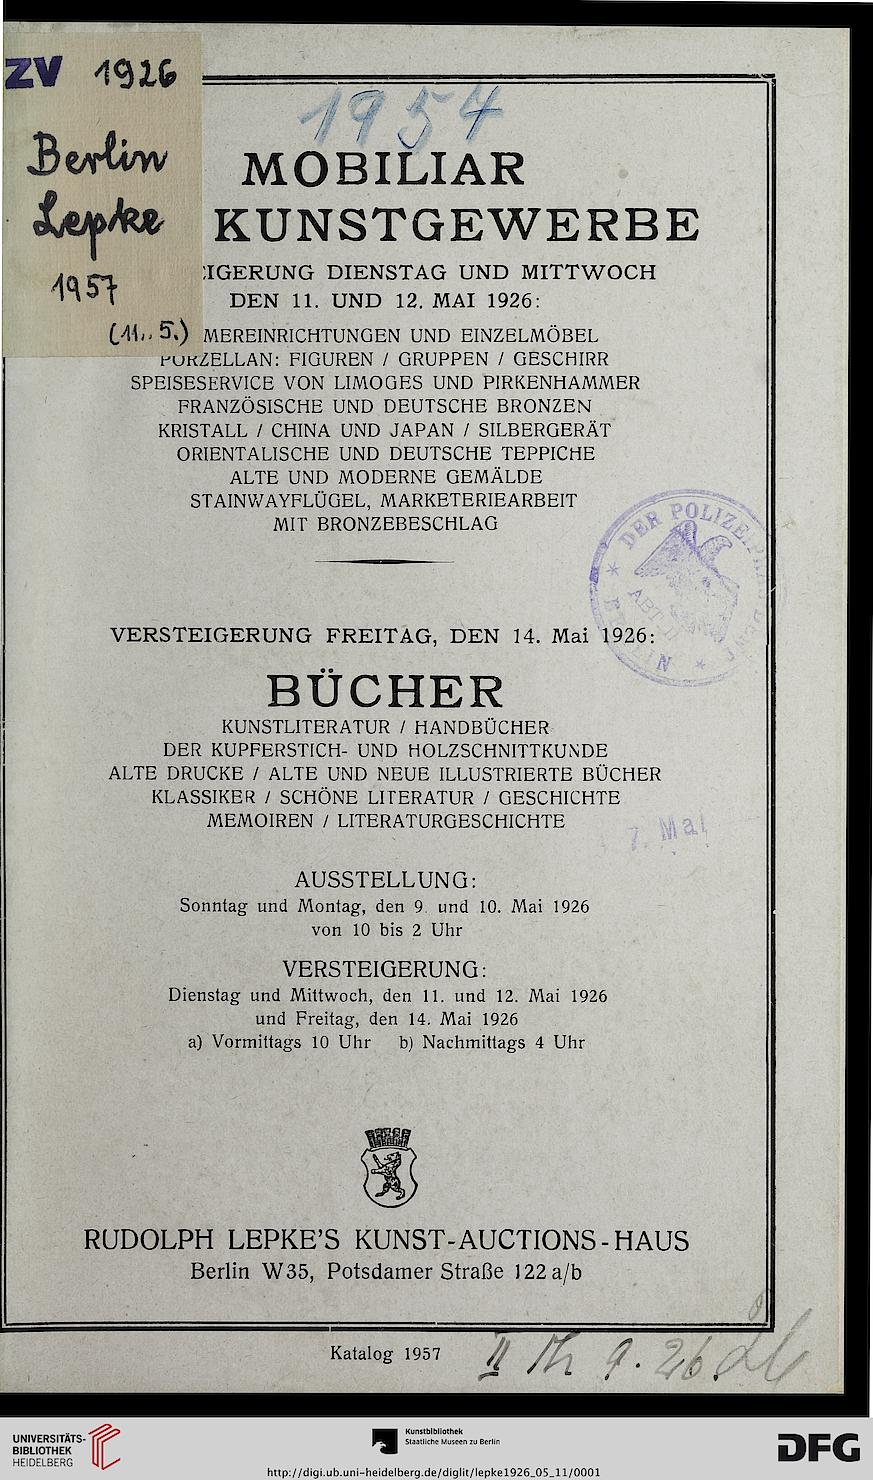 ZV 1926
Berlin
Lepke
1957
(11., 5.)
1957
MOBILIAR
KUNSTGEWERBE
EIGERUNG DIENSTAG UND MITTWOCH
DEN 11. UND 12. MAI 1926:
MEREINRICHTUNGEN UND EINZELMÖBEL
PORZELLAN: FIGUREN / GRUPPEN / GESCHIRR
SPEISESERVICE VON LIMOGES UND PIRKENHAMMER
FRANZÖSISCHE UND DEUTSCHE BRONZEN
KRISTALL / CHINA UND JAPAN / SILBERGERÄT
ORIENTALISCHE UND DEUTSCHE TEPPICHE
ALTE UND MODERNE GEMÄLDE
STAINWAYFLÜGEL, MARKETERIEARBEIT
MIT BRONZEBESCHLAG
DER POLIZEIPRÄSIDENT
ABT. II
BERLIN
VERSTEIGERUNG FREITAG, DEN 14. Mai 1926:
BÜCHER
KUNSTLITERATUR / HANDBÜCHER
DER KUPFERSTICH- UND HOLZSCHNITTKUNDE
ALTE DRUCKE / ALTE UND NEUE ILLUSTRIERTE BÜCHER
KLASSIKER / SCHÖNE LITERATUR / GESCHICHTE
MEMOIREN / LITERATURGESCHICHTE
7. Mai
AUSSTELLUNG:
Sonntag und Montag, den 9. und 10. Mai 1926
von 10 bis 2 Uhr
VERSTEIGERUNG:
Dienstag und Mittwoch, den 11. und 12. Mai 1926
und Freitag, den 14. Mai 1926
a) Vormittags 10 Uhr b) Nachmittags 4 Uhr
RUDOLPH LEPKE'S KUNST-AUCTIONS-HAUS
Berlin W35, Potsdamer Straße 122 a/b
Katalog 1957
UNIVERSITÄTS-
BIBLIOTHEK
HEIDELBERG
Kunstbibliothek
Staatliche Museen zu Berlin
http://digi.ub.uni-heidelberg.de/diglit/lepke1926_05_11/0001
DFG